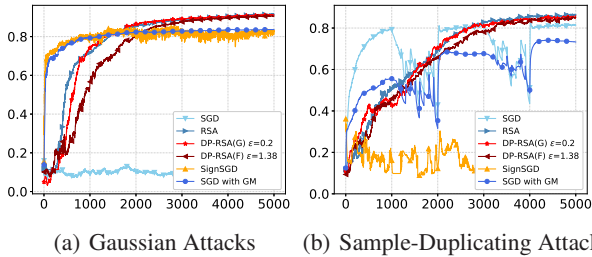 0.8
0.6
0.4
0.2
0.0
0 1000 2000 3000 4000 5000
SGD
RSA
DP-RSA(G) ε=0.2
DP-RSA(F) ε=1.38
SignSGD
SGD with GM
(a) Gaussian Attacks
0.8
0.6
0.4
0.2
0.0
0 1000 2000 3000 4000 5000
SGD
RSA
DP-RSA(G) ε=0.2
DP-RSA(F) ε=1.38
SignSGD
SGD with GM
(b) Sample-Duplicating Attac